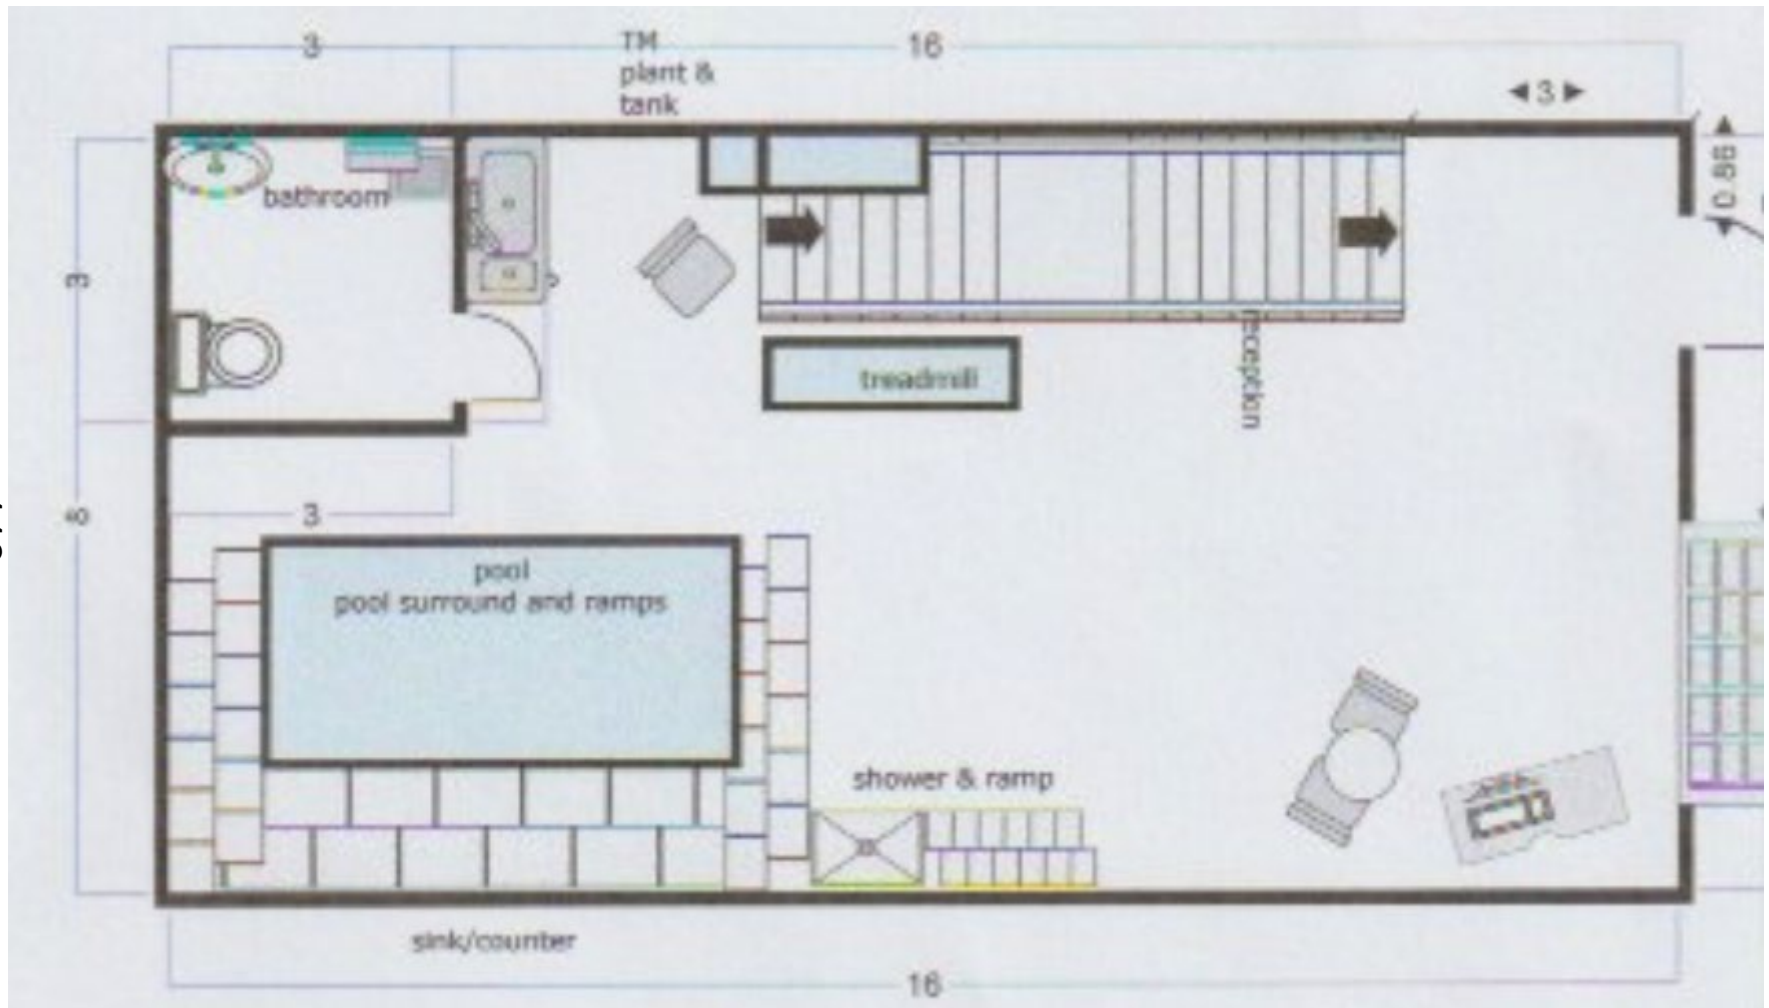 3
TM
plant &
tank
16
◄3►
0.86
bathroom
3
treadmill
reception
8
3
pool
pool surround and ramps
shower & ramp
sink/counter
16